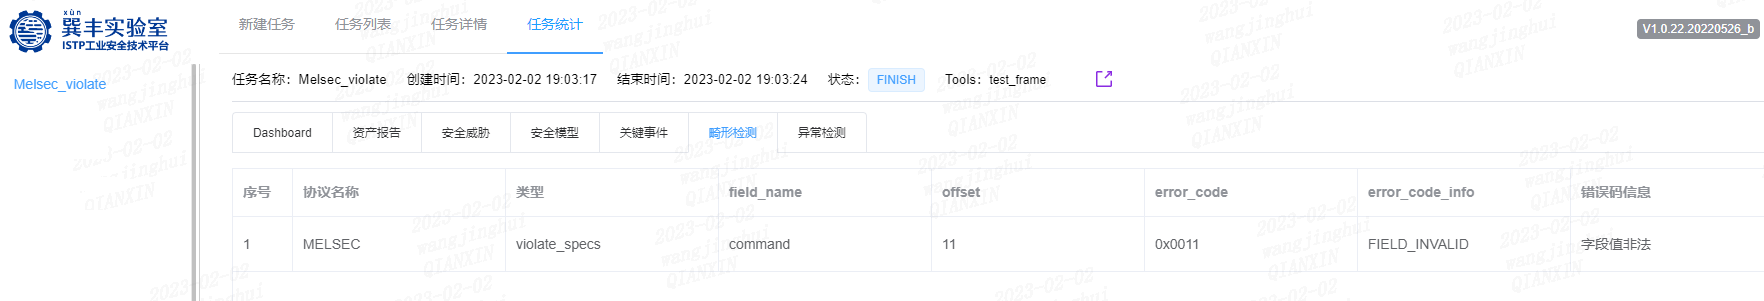 xùn
巽丰实验室
ISTP工业安全技术平台
新建任务 任务列表 任务详情 任务统计
V1.0.22.20220526_b
Melsec_violate
任务名称：Melsec_violate 创建时间：2023-02-02 19:03:17 结束时间：2023-02-02 19:03:24 状态： FINISH Tools：test_frame
Dashboard 资产报告 安全威胁 安全模型 关键事件 畸形检测 异常检测
序号 协议名称 类型 field_name offset error_code error_code_info 错误码信息
1 MELSEC violate_specs command 11 0x0011 FIELD_INVALID 字段值非法
2023-02-02
wangjinghui
QIANXIN